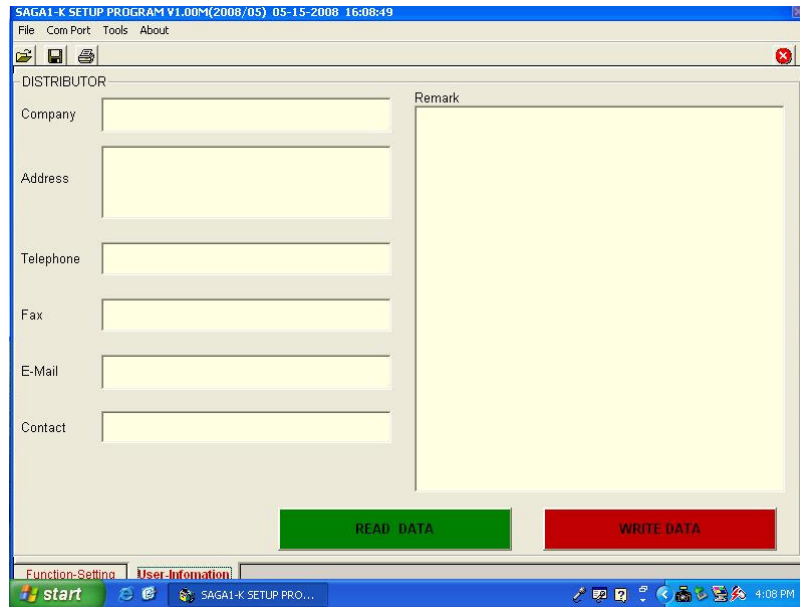 SAGA1-K SETUP PROGRAM V1.00M(2008/05) 05-15-2008 16:08:49
File Com Port Tools About
DISTRIBUTOR
Company
Address
Telephone
Fax
E-Mail
Contact
Remark
READ DATA
WRITE DATA
Function-Setting User-Infomation
start SAGA1-K SETUP PRO... 4:08 PM